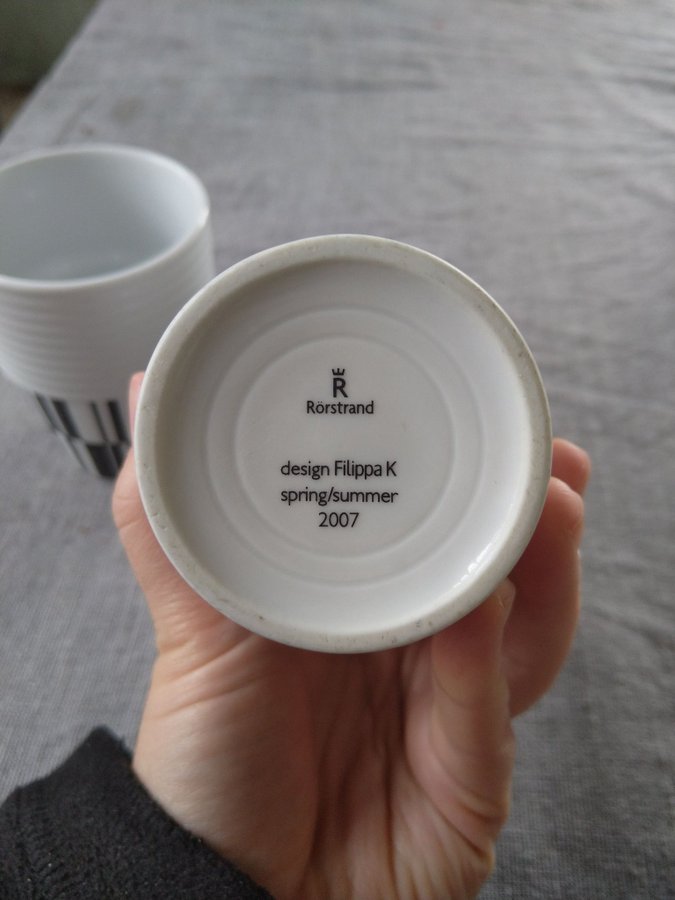 R
Rörstrand
design Filippa K
spring/summer
2007